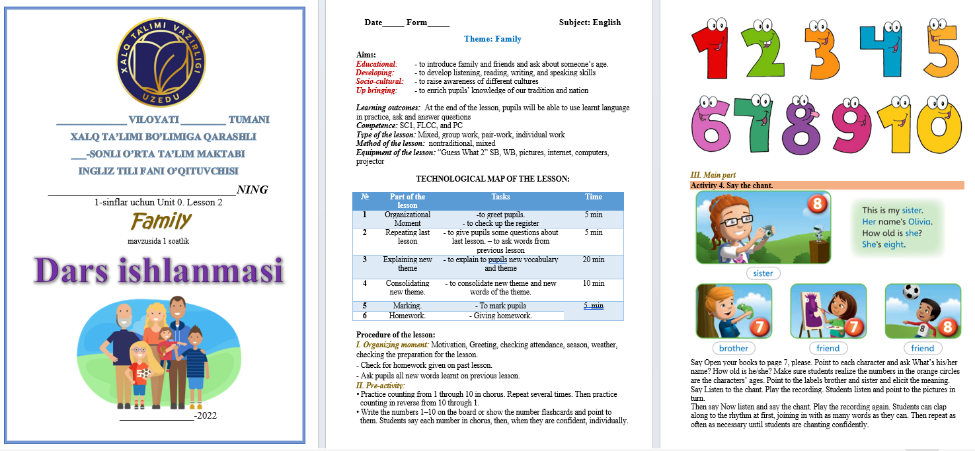 XALQ TALIMI VAZIRLIGI
UZEDU
______________ VILOYATI _________ TUMANI
XALQ TA'LIMI BO'LIMIGA QARASHLI
___-SONLI O'RTA TA'LIM MAKTABI
INGLIZ TILI FANI O'QITUVCHISI
______________________________NING
1-sinflar uchun Unit 0. Lesson 2
Family
mavzusida 1 soatlik
Dars ishlanmasi
_______________-2022
Date_____ Form_____ Subject: English
Theme: Family
Aims:
Educational: - to introduce family and friends and ask about someone's age.
Developing: - to develop listening, reading, writing, and speaking skills
Socio-cultural: - to raise awareness of different cultures
Up bringing: - to enrich pupils' knowledge of our tradition and nation
Learning outcomes: At the end of the lesson, pupils will be able to use learnt language
in practice, ask and answer questions
Competence: SC1, FLCC, and PC
Type of the lesson: Mixed, group work, pair-work, individual work
Method of the lesson: nontraditional, mixed
Equipment of the lesson: "Guess What 2" SB, WB, pictures, internet, computers,
projector
TECHNOLOGICAL MAP OF THE LESSON:
№ Part of the lesson Tasks Time
1 Organizational Moment -to greet pupils. - to check up the register 5 min
2 Repeating last lesson - to give pupils some questions about last lesson. – to ask words from previous lesson 5 min
3 Explaining new theme - to explain to pupils new vocabulary and theme 20 min
4 Consolidating new theme. - to consolidate new theme and new words of the theme. 10 min
5 Marking. - To mark pupils 5 min
6 Homework. - Giving homework.
Procedure of the lesson:
I. Organizing moment: Motivation, Greeting, checking attendance, season, weather,
checking the preparation for the lesson.
- Check for homework given on past lesson.
- Ask pupils all new words learnt on previous lesson.
II. Pre-activity:
• Practice counting from 1 through 10 in chorus. Repeat several times. Then practice
counting in reverse from 10 through 1.
• Write the numbers 1–10 on the board or show the number flashcards and point to
them. Students say each number in chorus, then, when they are confident, individually.
1 2 3 4 5
6 7 8 9 10
III. Main part
Activity 4. Say the chant.
8
This is my sister.
Her name's Olivia.
How old is she?
She's eight.
sister
7
7
8
brother
friend
friend
Say Open your books to page 7, please. Point to each character and ask What's his/her
name? How old is he/she? Make sure students realize the numbers in the orange circles
are the characters' ages. Point to the labels brother and sister and elicit the meaning.
Say Listen to the chant. Play the recording. Students listen and point to the pictures in
turn.
Then say Now listen and say the chant. Play the recording again. Students can clap
along to the rhythm at first, joining in with as many words as they can. Then repeat as
often as necessary until students are chanting confidently.